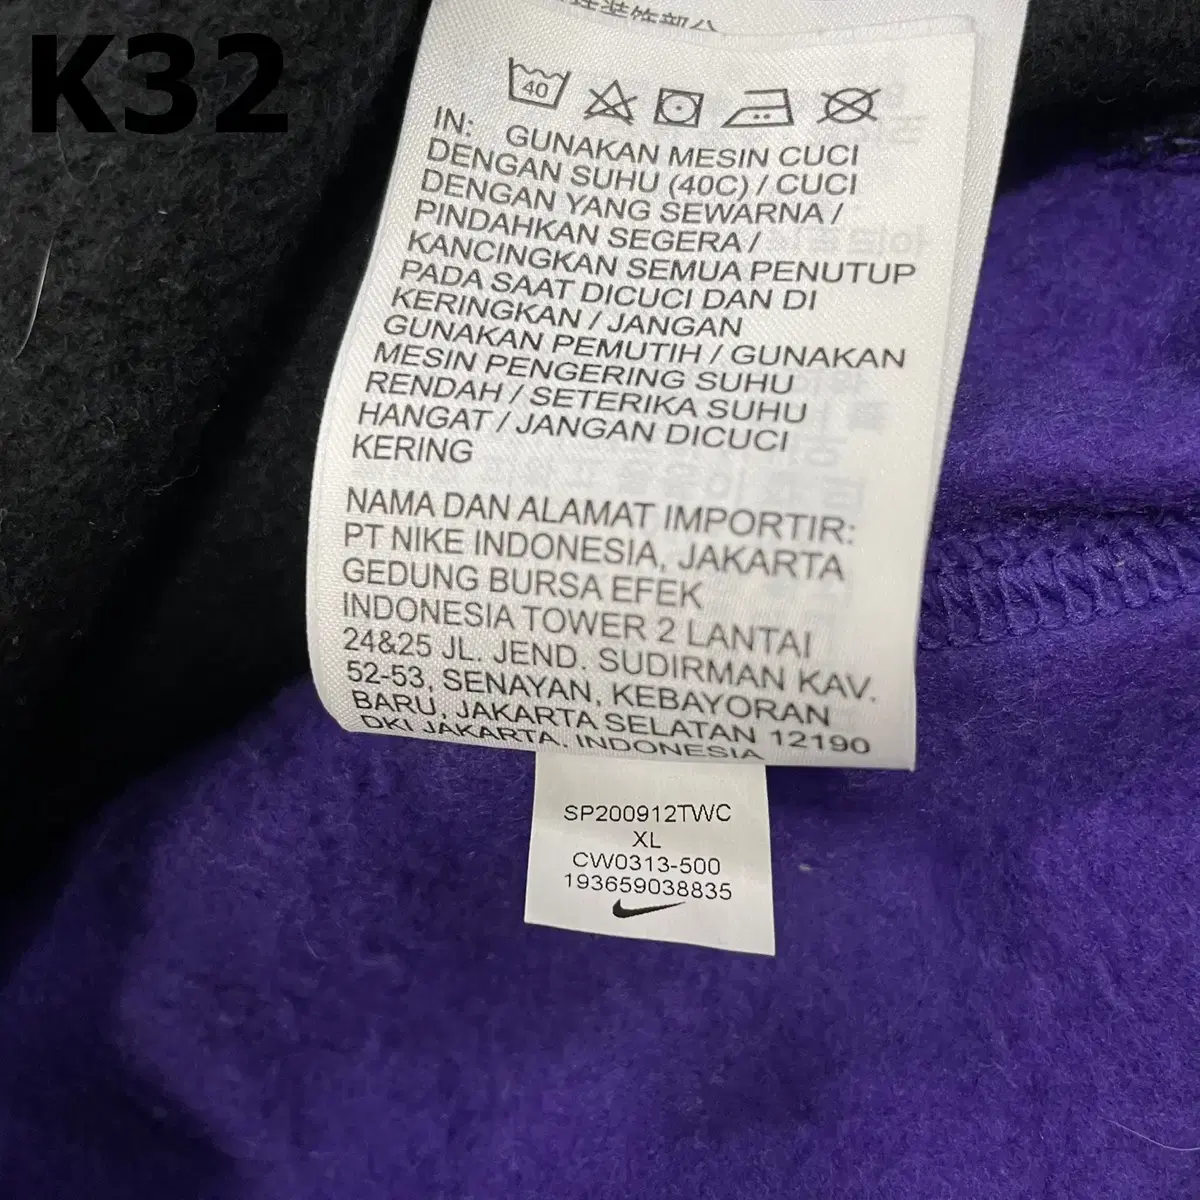 K32
40
IN: GUNAKAN MESIN CUCI
DENGAN SUHU (40C) / CUCI
DENGAN YANG SEWARNA /
PINDAHKAN SEGERA /
KANCINGKAN SEMUA PENUTUP
PADA SAAT DICUCI DAN DI
KERINGKAN / JANGAN
GUNAKAN PEMUTIH / GUNAKAN
MESIN PENGERING SUHU
RENDAH / SETERIKA SUHU
HANGAT / JANGAN DICUCI
KERING
NAMA DAN ALAMAT IMPORTIR:
PT NIKE INDONESIA, JAKARTA
GEDUNG BURSA EFEK
INDONESIA TOWER 2 LANTAI
24&25 JL. JEND. SUDIRMAN KAV.
52-53, SENAYAN, KEBAYORAN
BARU, JAKARTA SELATAN 12190
DKI JAKARTA, INDONESIA
SP200912TWC
XL
CW0313-500
193659038835